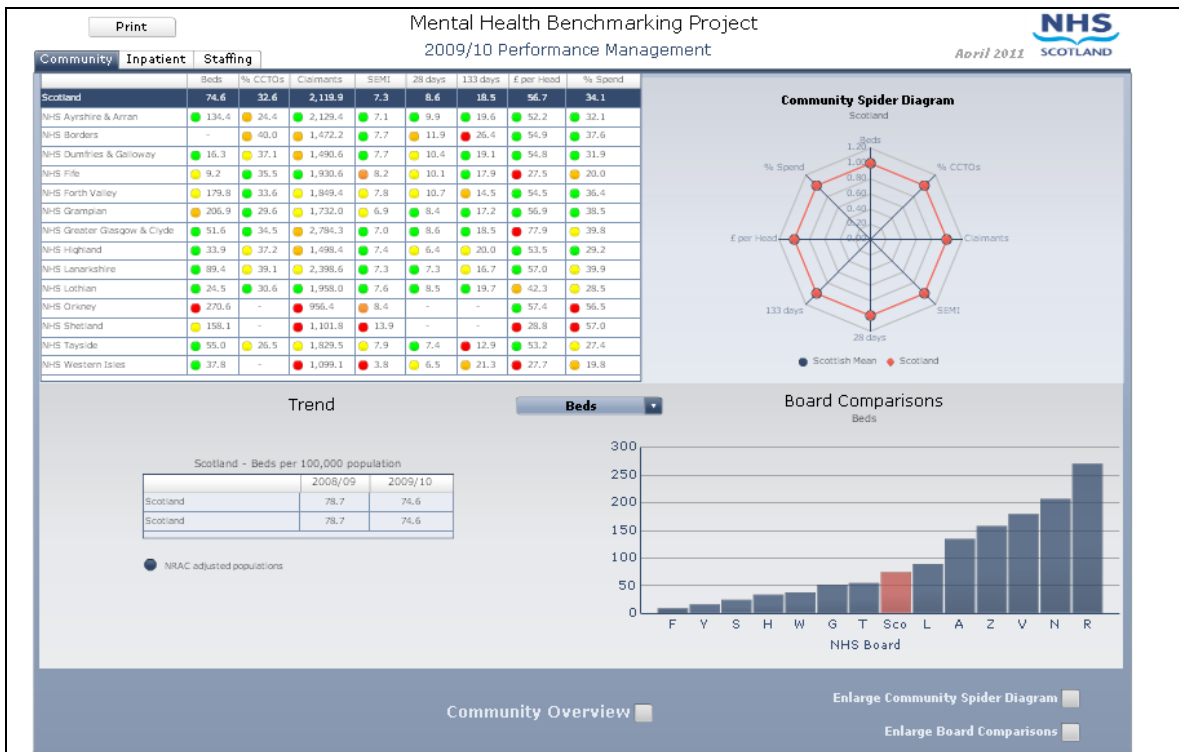 Print
Mental Health Benchmarking Project
2009/10 Performance Management
NHS
SCOTLAND
April 2011
Community Inpatient Staffing
Beds % CCTOs Claimants SEMI 28 days 133 days £ per Head % Spend
Scotland 74.6 32.6 2,119.9 7.3 8.6 18.5 56.7 34.1
NHS Ayrshire & Arran 134.4 24.4 2,129.4 7.1 9.9 19.6 52.2 32.1
NHS Borders - 40.0 1,472.2 7.7 11.9 26.4 54.9 37.6
NHS Dumfries & Galloway 16.3 37.1 1,490.6 7.7 10.4 19.1 54.8 31.9
NHS Fife 9.2 35.5 1,930.6 8.2 10.1 17.9 27.5 20.0
NHS Forth Valley 179.8 33.6 1,849.4 7.8 10.7 14.5 54.5 36.4
NHS Grampian 206.9 29.6 1,732.0 6.9 8.4 17.2 56.9 38.5
NHS Greater Glasgow & Clyde 51.6 34.5 2,784.3 7.0 8.6 18.5 77.9 39.8
NHS Highland 33.9 37.2 1,498.4 7.4 6.4 20.0 53.5 29.2
NHS Lanarkshire 89.4 39.1 2,398.6 7.3 7.3 16.7 57.0 39.9
NHS Lothian 24.5 30.6 1,958.0 7.6 8.5 19.7 42.3 28.5
NHS Orkney 270.6 - 956.4 8.4 - - 57.4 56.5
NHS Shetland 158.1 - 1,101.8 13.9 - - 28.8 57.0
NHS Tayside 55.0 26.5 1,829.5 7.9 7.4 12.9 53.2 27.4
NHS Western Isles 37.8 - 1,099.1 3.8 6.5 21.3 27.7 19.8
Community Spider Diagram
Scotland
Beds
1.20
1.00
0.80
0.60
0.40
0.20
0.00
% CCTOs
Claimants
SEMI
28 days
133 days
£ per Head
% Spend
Scottish Mean Scotland
Trend
Beds
Scotland - Beds per 100,000 population
2008/09 2009/10
Scotland 78.7 74.6
Scotland 78.7 74.6
NRAC adjusted populations
Board Comparisons
Beds
300
250
200
150
100
50
0
F Y S H W G T Sco L A Z V N R
NHS Board
Community Overview
Enlarge Community Spider Diagram
Enlarge Board Comparisons